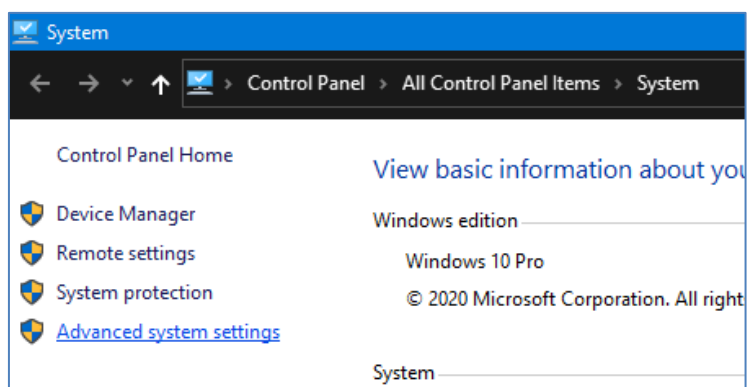 System
Control Panel > All Control Panel Items > System
Control Panel Home
Device Manager
Remote settings
System protection
Advanced system settings
View basic information about you
Windows edition
Windows 10 Pro
© 2020 Microsoft Corporation. All right
System